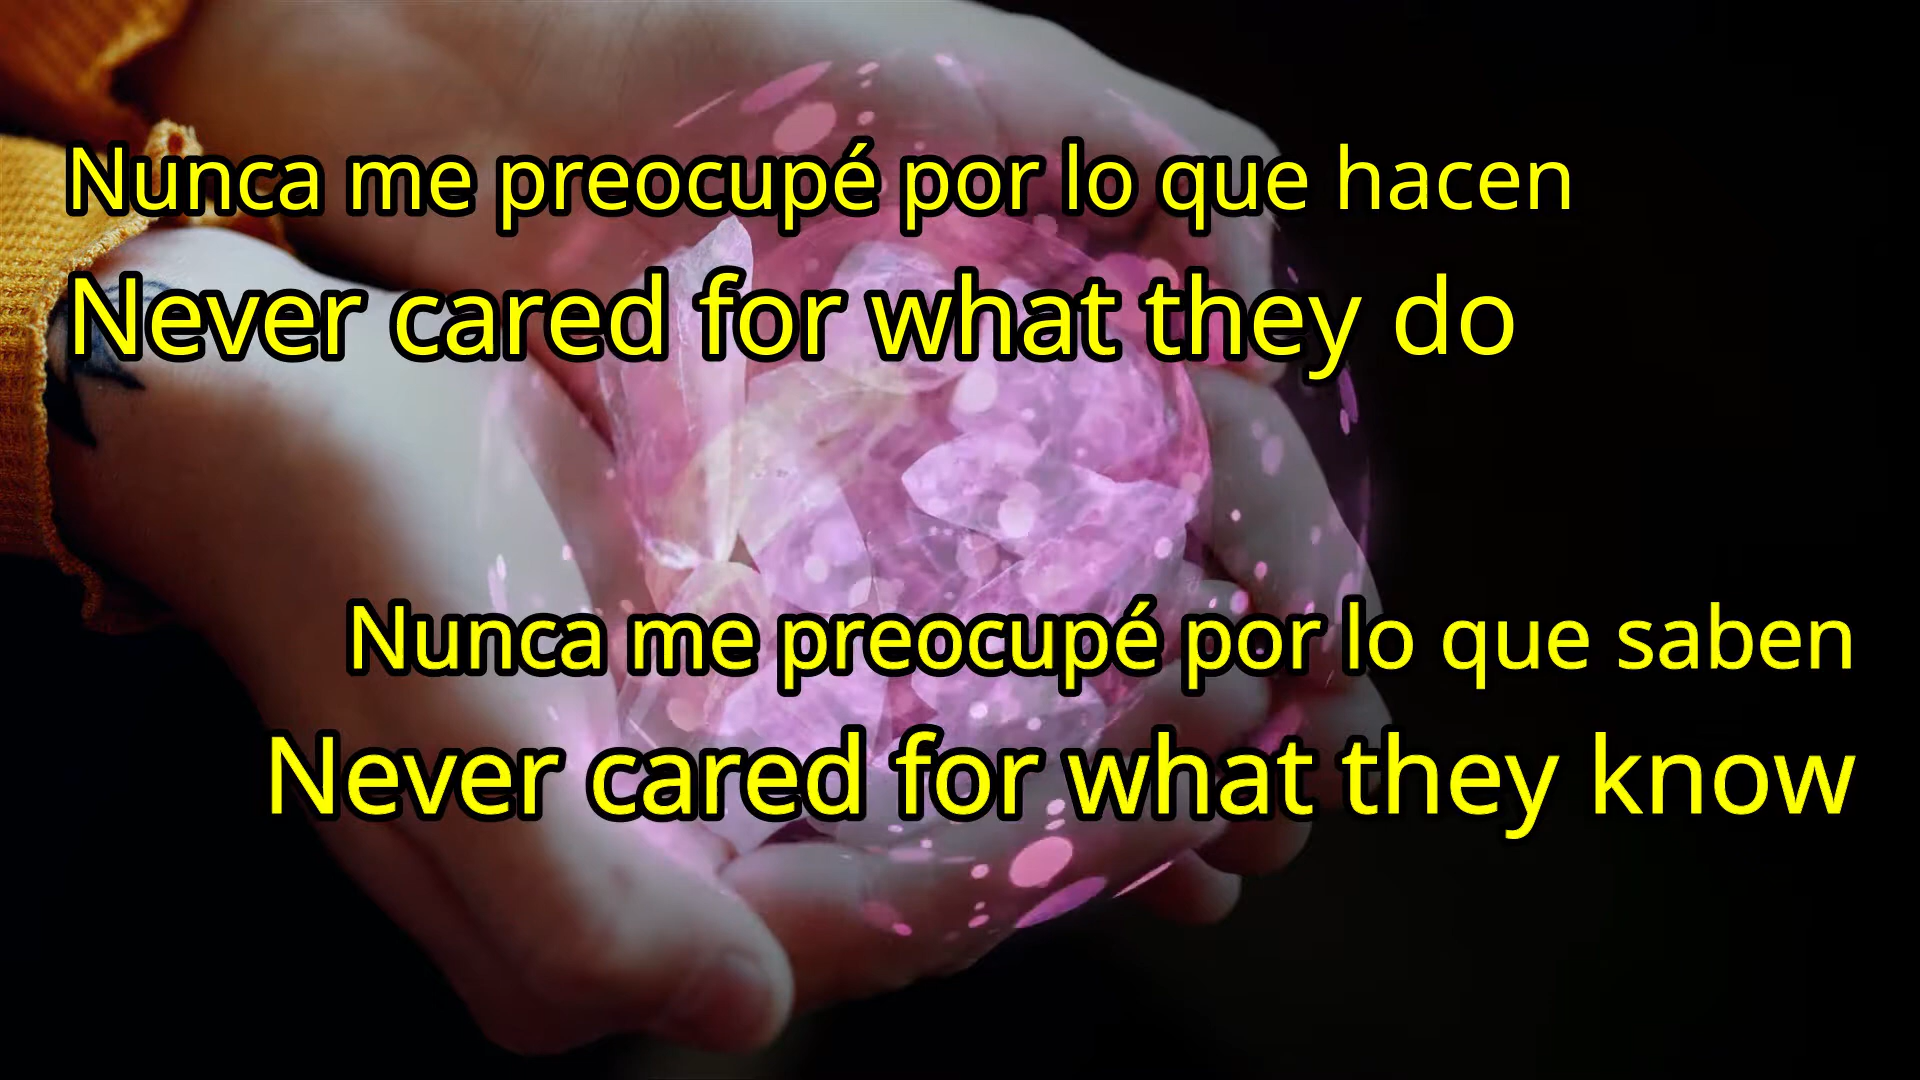 Nunca me preocupé por lo que hacen
Never cared for what they do
Nunca me preocupé por lo que saben
Never cared for what they know